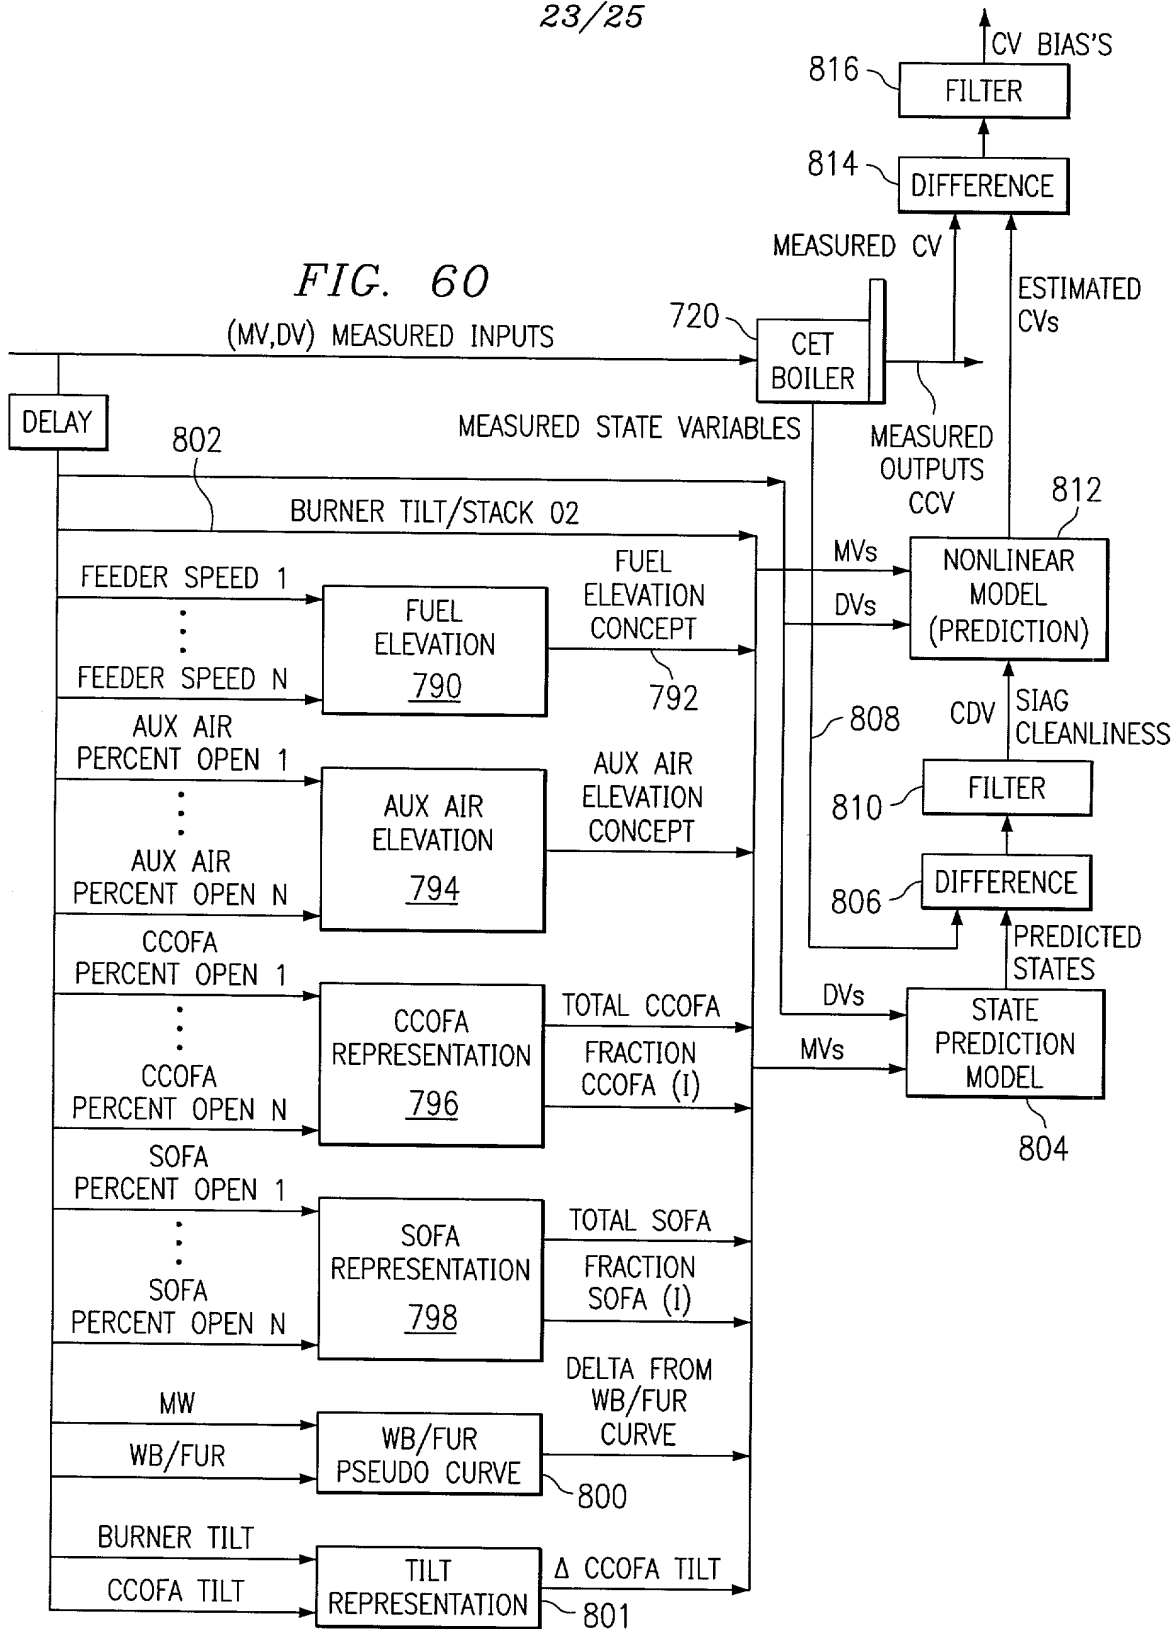 23/25
CV BIAS'S
816
FILTER
814
DIFFERENCE
MEASURED CV
FIG. 60
ESTIMATED
CVs
720
(MV,DV) MEASURED INPUTS
CET
BOILER
DELAY
MEASURED STATE VARIABLES
MEASURED
OUTPUTS
CCV
802
812
BURNER TILT/STACK O2
MVs
NONLINEAR
MODEL
(PREDICTION)
DVs
FEEDER SPEED 1
FEEDER SPEED N
FUEL
ELEVATION
790
FUEL
ELEVATION
CONCEPT
792
808
CDV
SIAG
CLEANLINESS
AUX AIR
PERCENT OPEN 1
AUX AIR
PERCENT OPEN N
AUX AIR
ELEVATION
794
AUX AIR
ELEVATION
CONCEPT
810
FILTER
806
DIFFERENCE
PREDICTED
STATES
CCOFA
PERCENT OPEN 1
CCOFA
PERCENT OPEN N
CCOFA
REPRESENTATION
796
TOTAL CCOFA
FRACTION
CCOFA (I)
DVs
MVs
STATE
PREDICTION
MODEL
804
SOFA
PERCENT OPEN 1
SOFA
PERCENT OPEN N
SOFA
REPRESENTATION
798
TOTAL SOFA
FRACTION
SOFA (I)
MW
WB/FUR
WB/FUR
PSEUDO CURVE
800
DELTA FROM
WB/FUR
CURVE
BURNER TILT
CCOFA TILT
TILT
REPRESENTATION
801
Δ CCOFA TILT